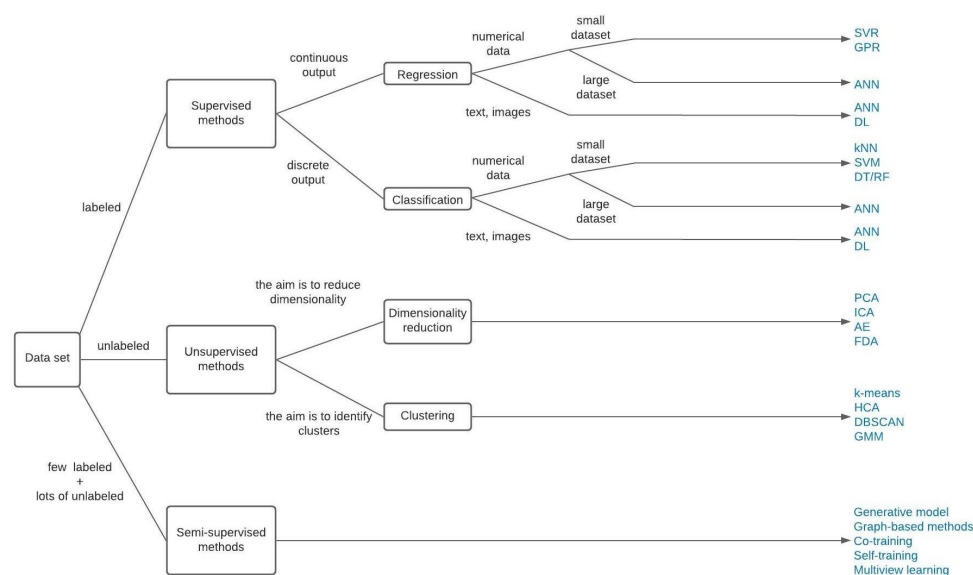 small
dataset
numerical
data
SVR
GPR
continuous
output
Regression
large
dataset
ANN
text, images
ANN
DL
Supervised
methods
discrete
output
numerical
data
small
dataset
kNN
SVM
DT/RF
Classification
large
dataset
ANN
text, images
ANN
DL
labeled
the aim is to reduce
dimensionality
Dimensionality
reduction
PCA
ICA
AE
FDA
Data set
unlabeled
Unsupervised
methods
the aim is to identify
clusters
Clustering
k-means
HCA
DBSCAN
GMM
few labeled
+
lots of unlabeled
Semi-supervised
methods
Generative model
Graph-based methods
Co-training
Self-training
Multiview learning